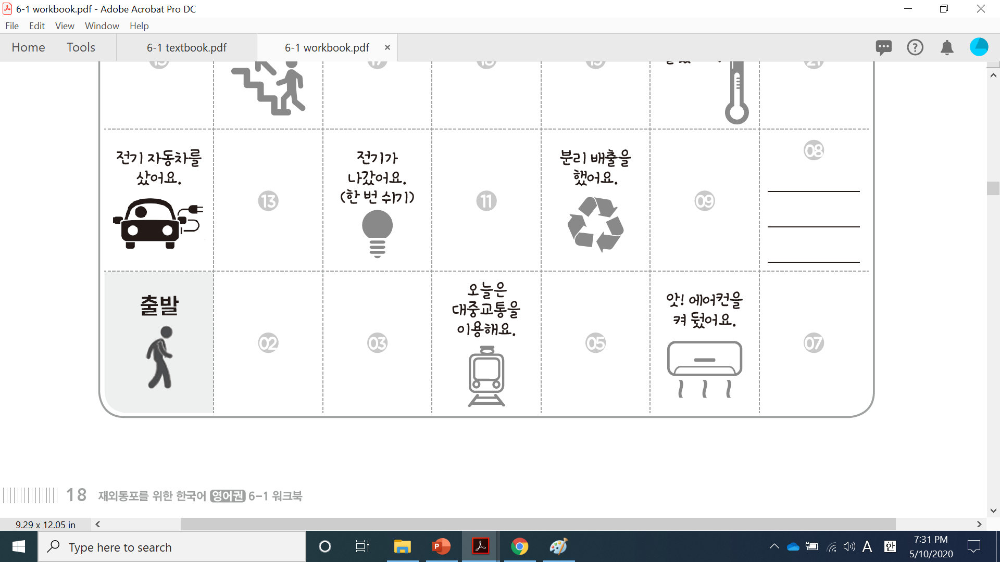 6-1 workbook.pdf - Adobe Acrobat Pro DC
File Edit View Window Help
Home Tools 6-1 textbook.pdf 6-1 workbook.pdf
15
17
18
19
21
전기 자동차를
샀어요.
13
전기가
나갔어요.
(한 번 쉬기)
11
분리 배출을
했어요.
09
08
출발
02
03
오늘은
대중교통을
이용해요.
05
앗! 에어컨을
켜 뒀어요.
07
18 재외동포를 위한 한국어 영어권 6-1 워크북
9.29 x 12.05 in
Type here to search
A 한
7:31 PM
5/10/2020